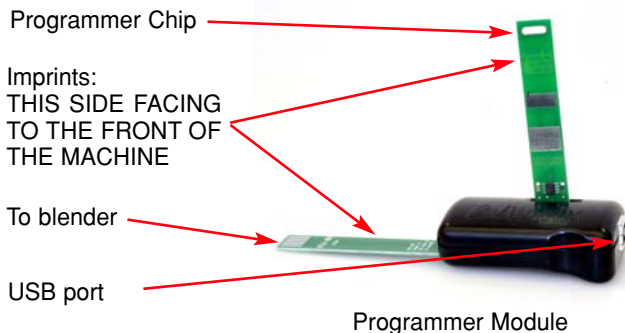 Programmer Chip
Imprints:
THIS SIDE FACING
TO THE FRONT OF
THE MACHINE
To blender
USB port
Programmer Module